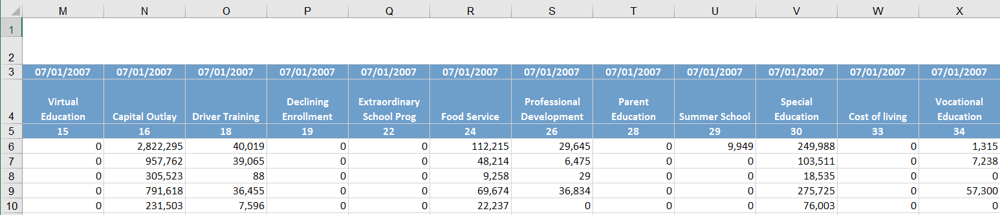 M N O P Q R S T U V W X
1
2
3 07/01/2007 07/01/2007 07/01/2007 07/01/2007 07/01/2007 07/01/2007 07/01/2007 07/01/2007 07/01/2007 07/01/2007 07/01/2007 07/01/2007
Virtual Declining Extraordinary Professional Parent Special Vocational
4 Education Capital Outlay Driver Training Enrollment School Prog Food Service Development Education Summer School Education Cost of living Education
5 15 16 18 19 22 24 26 28 29 30 33 34
6 0 2,822,295 40,019 0 0 112,215 29,645 0 9,949 249,988 0 1,315
7 0 957,762 39,065 0 0 48,214 6,475 0 0 103,511 0 7,238
8 0 305,523 88 0 0 9,258 29 0 0 18,535 0 0
9 0 791,618 36,455 0 0 69,674 36,834 0 0 275,725 0 57,300
10 0 231,503 7,596 0 0 22,237 0 0 0 76,003 0 0